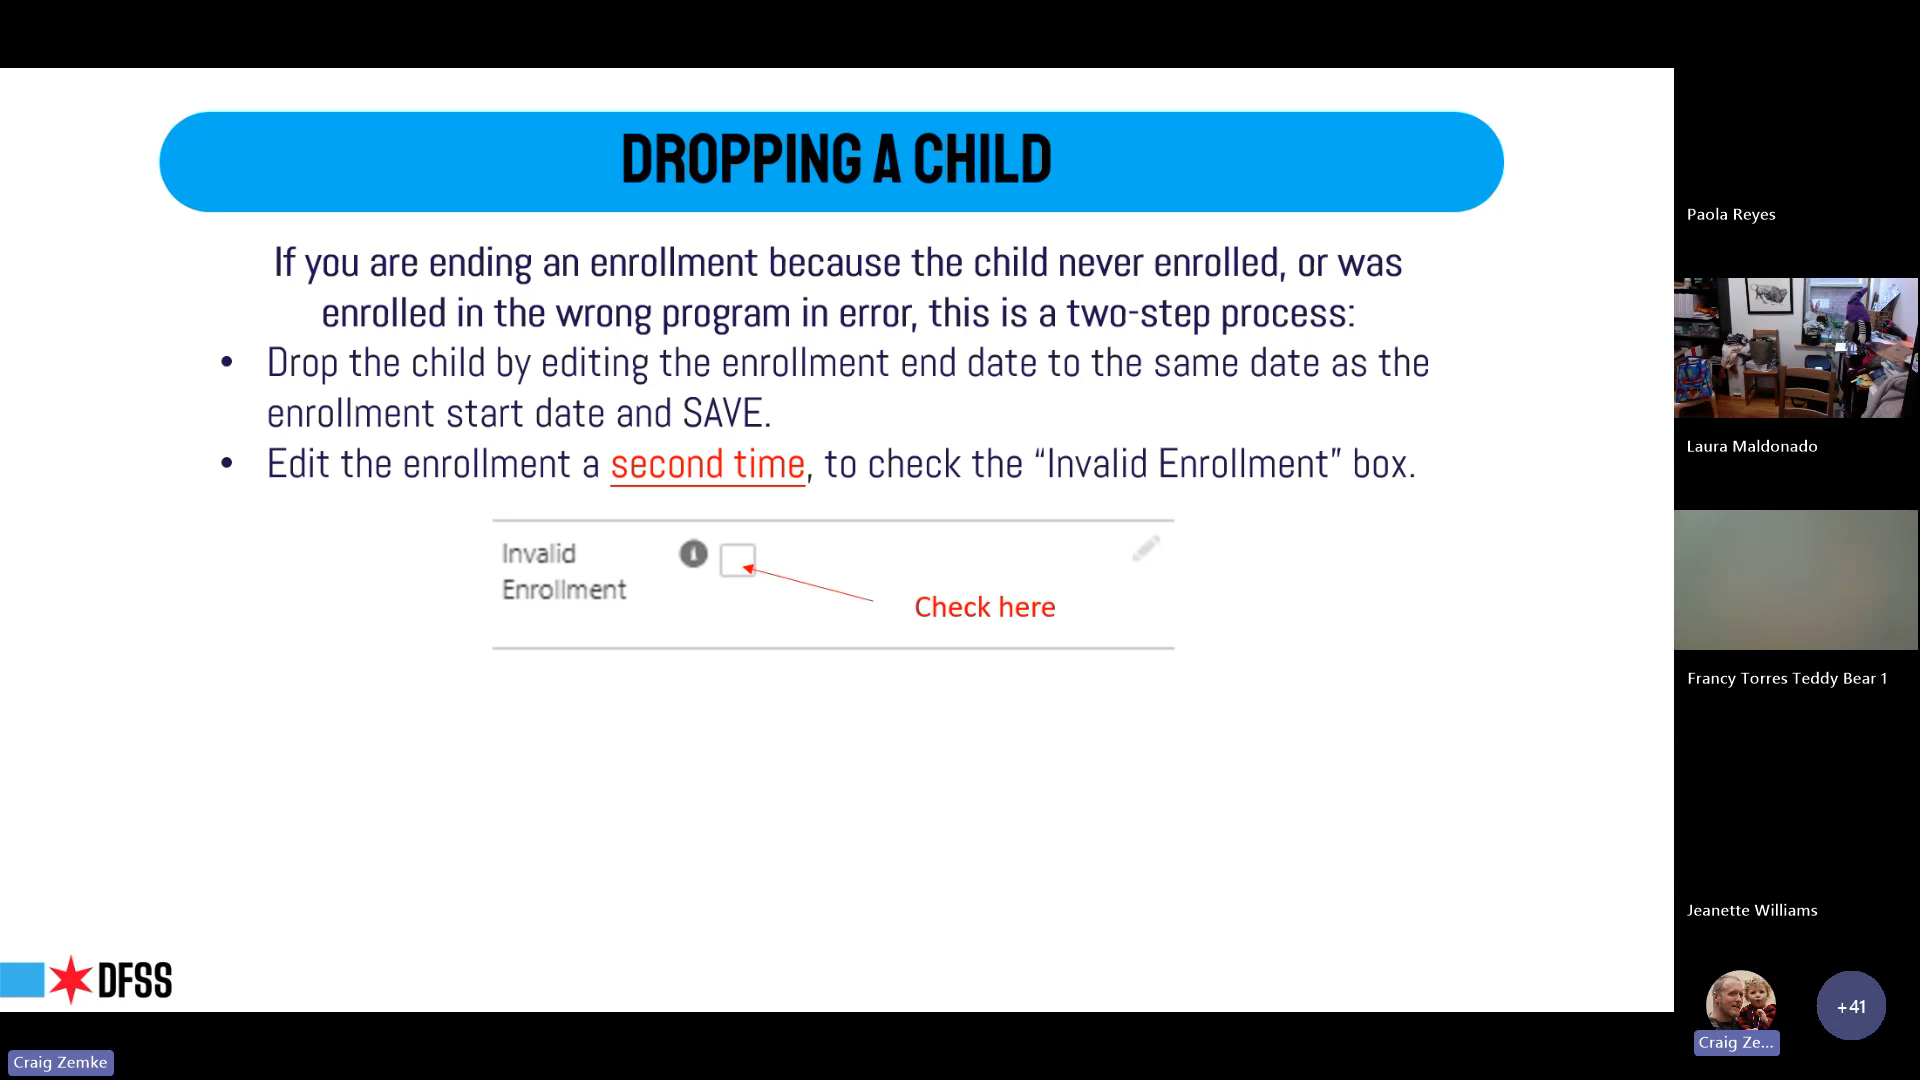 DROPPING A CHILD
If you are ending an enrollment because the child never enrolled, or was
enrolled in the wrong program in error, this is a two-step process:
• Drop the child by editing the enrollment end date to the same date as the
enrollment start date and SAVE.
• Edit the enrollment a second time, to check the “Invalid Enrollment” box.
Invalid
Enrollment
Check here
DFSS
Craig Zemke
Paola Reyes
Laura Maldonado
Francy Torres Teddy Bear 1
Jeanette Williams
Craig Ze...
+41